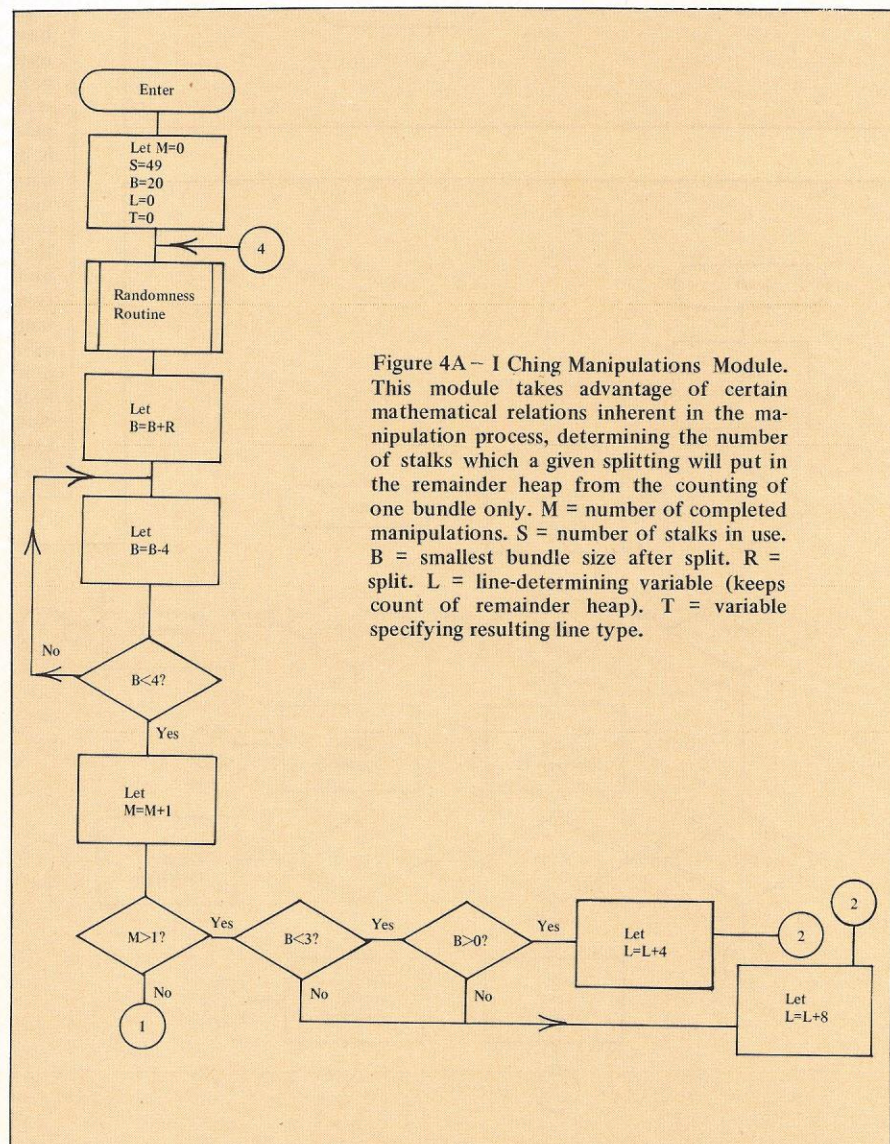 Enter
Let M=0
S=49
B=20
L=0
T=0
4
Randomness
Routine
Let
B=B+R
Let
B=B-4
No
B<4?
Yes
Let
M=M+1
M>1?
Yes
B<3?
Yes
B>0?
Yes
Let
L=L+4
2
2
No
1
No
No
Let
L=L+8
Figure 4A – I Ching Manipulations Module.
This module takes advantage of certain
mathematical relations inherent in the ma-
nipulation process, determining the number
of stalks which a given splitting will put in
the remainder heap from the counting of
one bundle only. M = number of completed
manipulations. S = number of stalks in use.
B = smallest bundle size after split. R =
split. L = line-determining variable (keeps
count of remainder heap). T = variable
specifying resulting line type.